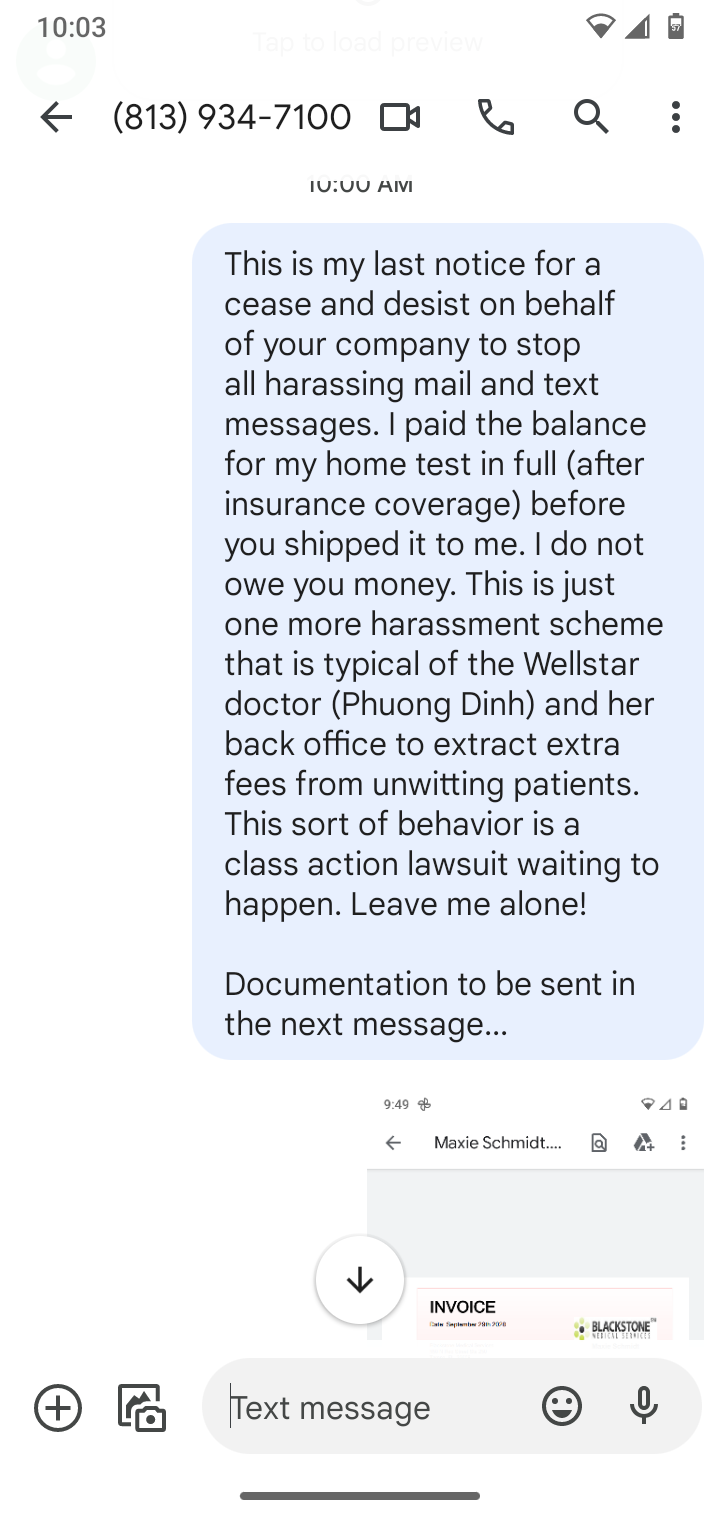 10:03
Tap to load preview
57
(813) 934-7100
10:00 AM
This is my last notice for a
cease and desist on behalf
of your company to stop
all harassing mail and text
messages. I paid the balance
for my home test in full (after
insurance coverage) before
you shipped it to me. I do not
owe you money. This is just
one more harassment scheme
that is typical of the Wellstar
doctor (Phuong Dinh) and her
back office to extract extra
fees from unwitting patients.
This sort of behavior is a
class action lawsuit waiting to
happen. Leave me alone!
Documentation to be sent in
the next message...
9:49
Maxie Schmidt....
INVOICE
Date: September 29th 2020
BLACKSTONE
MEDICAL SERVICES
Text message